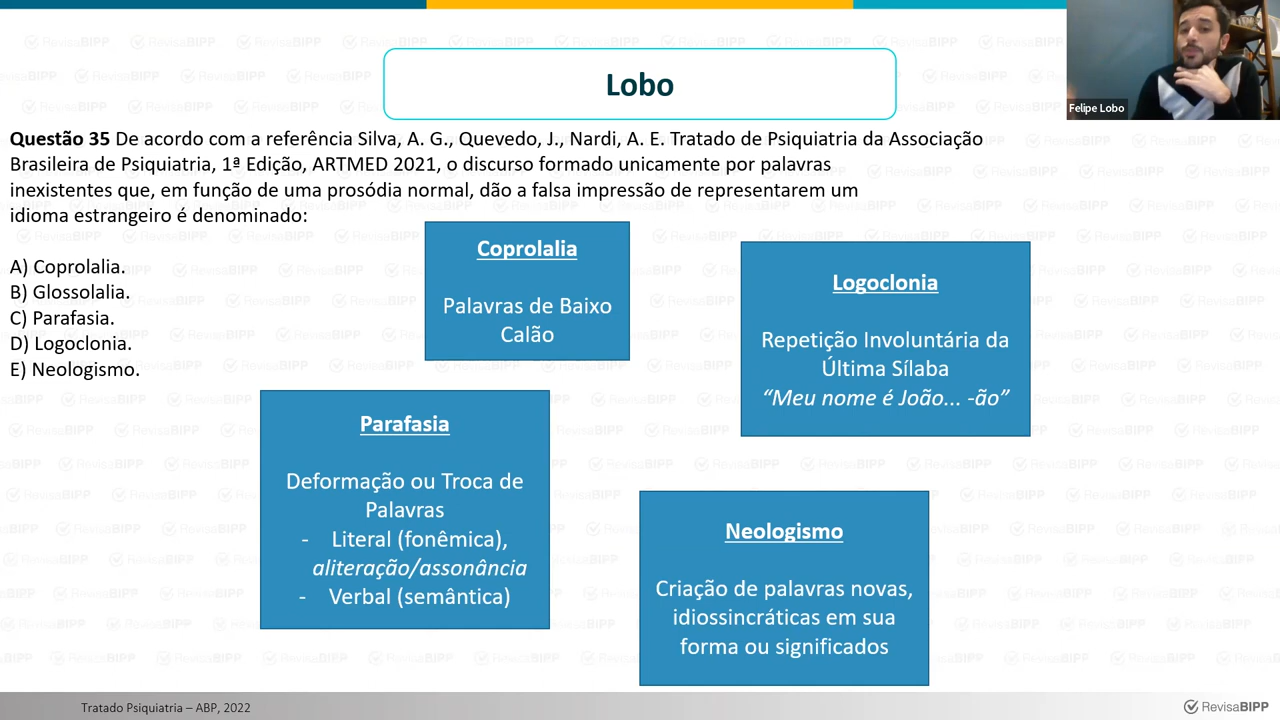 Lobo
Felipe Lobo
Questão 35 De acordo com a referência Silva, A. G., Quevedo, J., Nardi, A. E. Tratado de Psiquiatria da Associação
Brasileira de Psiquiatria, 1ª Edição, ARTMED 2021, o discurso formado unicamente por palavras
inexistentes que, em função de uma prosódia normal, dão a falsa impressão de representarem um
idioma estrangeiro é denominado:
A) Coprolalia.
B) Glossolalia.
C) Parafasia.
D) Logoclonia.
E) Neologismo.
Coprolalia
Palavras de Baixo
Calão
Logoclonia
Repetição Involuntária da
Última Sílaba
“Meu nome é João... -ão”
Parafasia
Deformação ou Troca de
Palavras
- Literal (fonêmica),
aliteração/assonância
- Verbal (semântica)
Neologismo
Criação de palavras novas,
idiossincráticas em sua
forma ou significados
Tratado Psiquiatria – ABP, 2022
RevisaBIPP